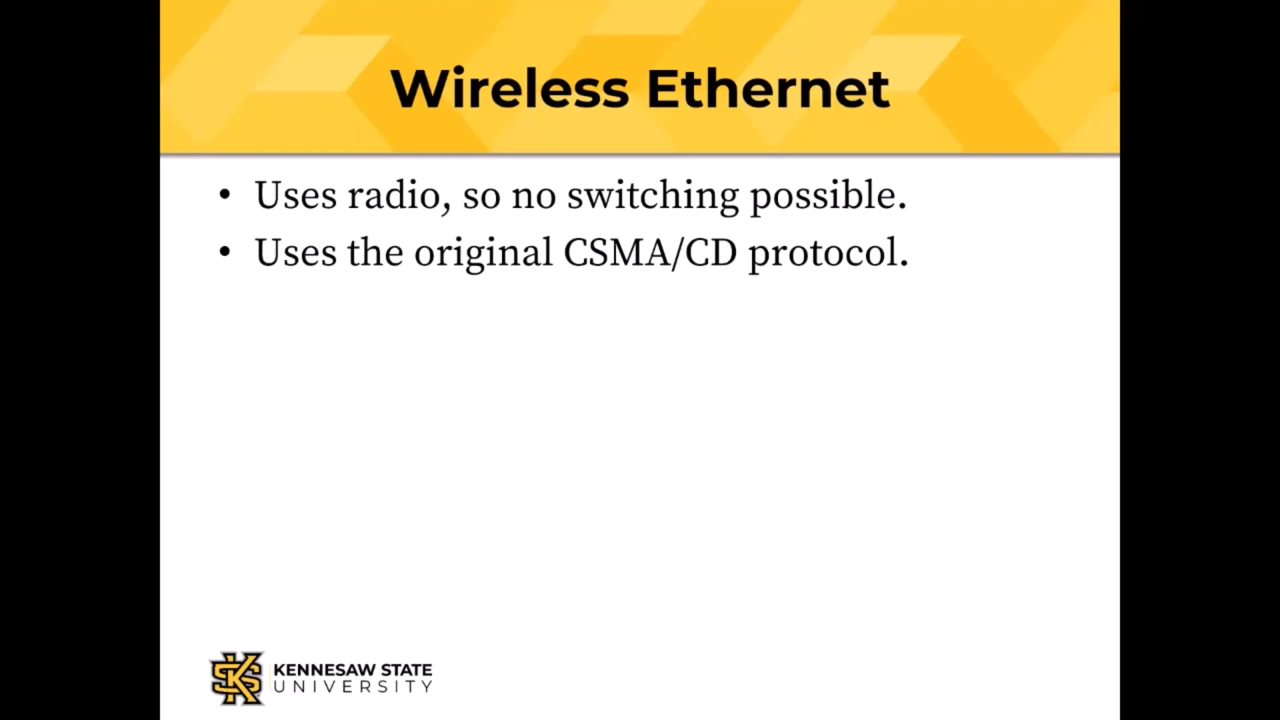 Wireless Ethernet
• Uses radio, so no switching possible.
• Uses the original CSMA/CD protocol.
KENNESAW STATE
UNIVERSITY